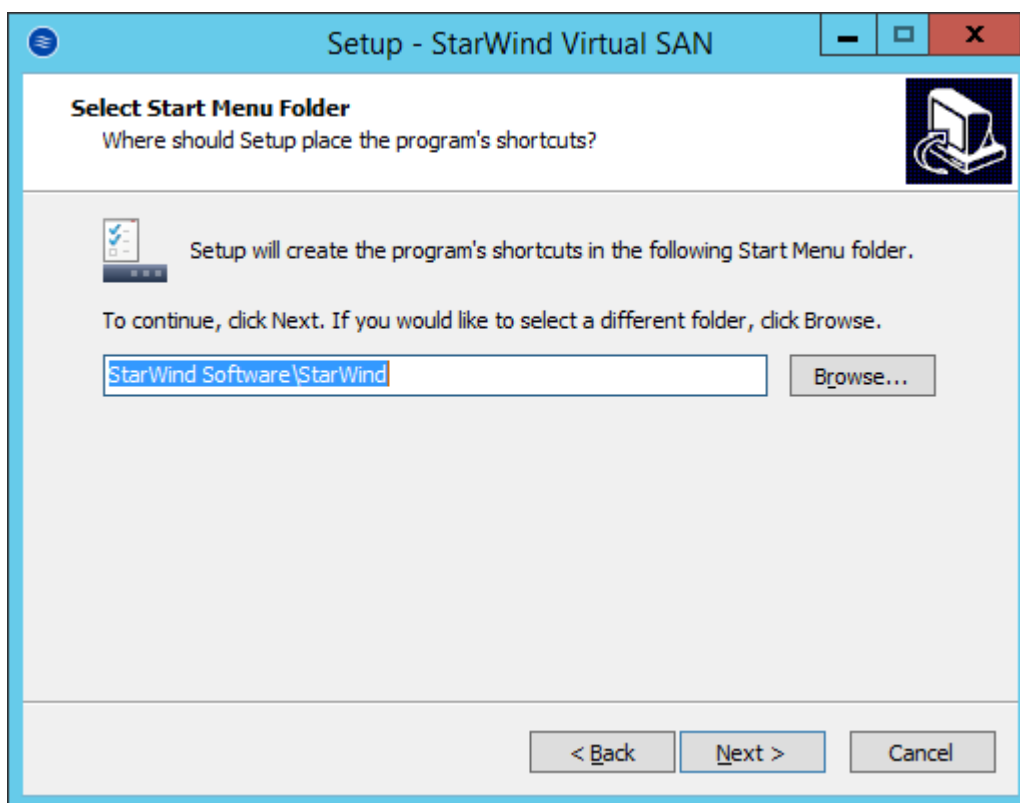 Setup - StarWind Virtual SAN
Select Start Menu Folder
Where should Setup place the program's shortcuts?
Setup will create the program's shortcuts in the following Start Menu folder.
To continue, click Next. If you would like to select a different folder, click Browse.
StarWind Software\StarWind
Browse...
< Back
Next >
Cancel